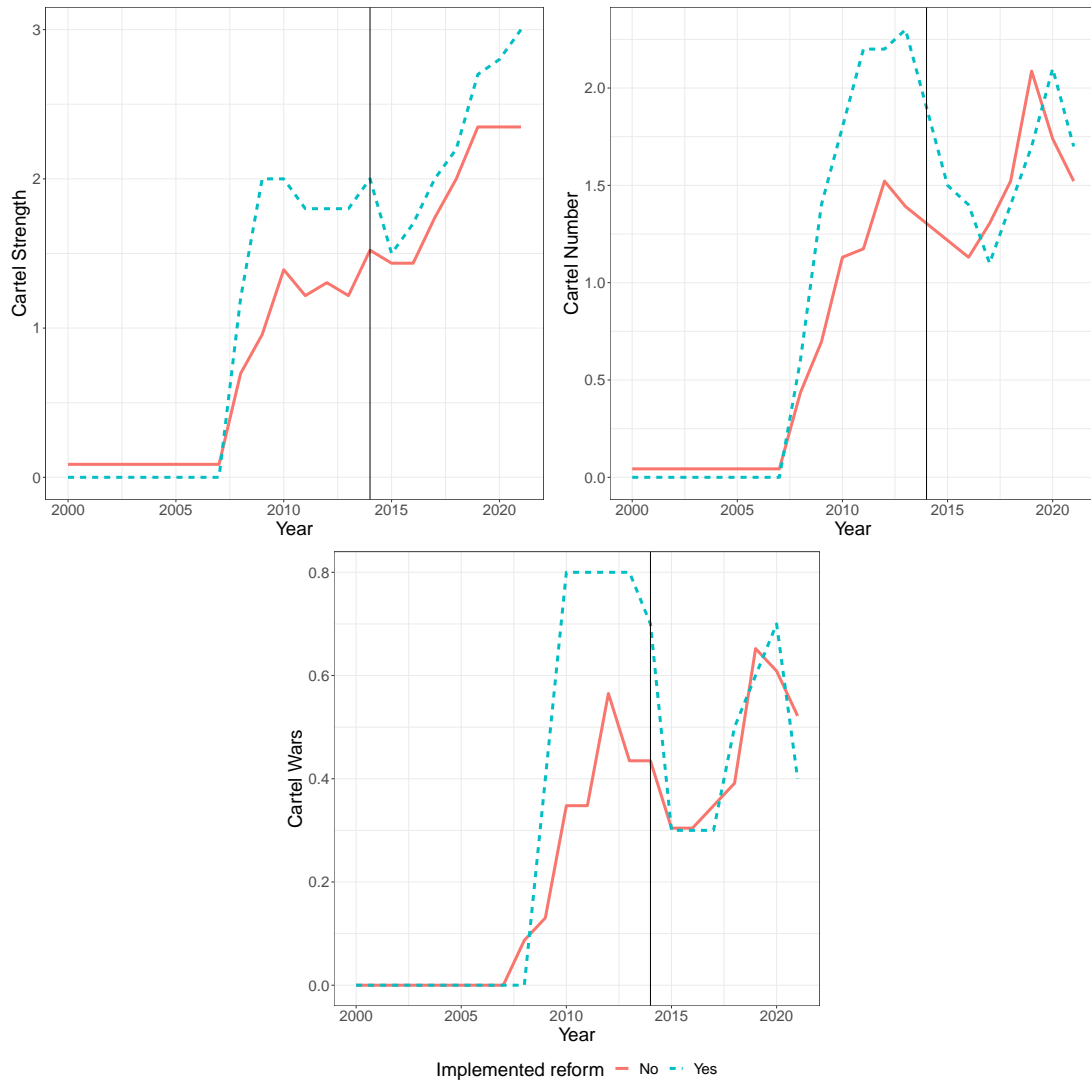 Cartel Strength
3
2
1
0
2000 2005 2010 2015 2020
Year
Cartel Number
2.0
1.5
1.0
0.5
0.0
2000 2005 2010 2015 2020
Year
Cartel Wars
0.8
0.6
0.4
0.2
0.0
2000 2005 2010 2015 2020
Year
Implemented reform No Yes